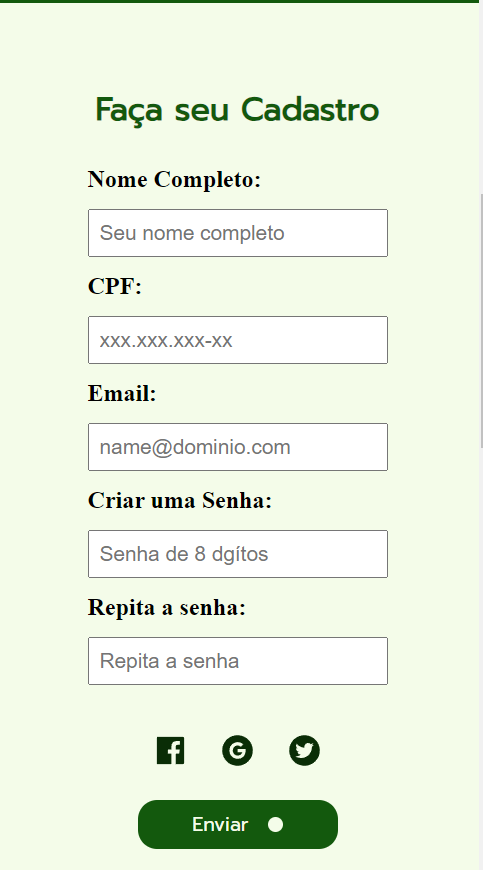 Faça seu Cadastro
Nome Completo:
Seu nome completo
CPF:
xxx.xxx.xxx-xx
Email:
name@dominio.com
Criar uma Senha:
Senha de 8 dgítos
Repita a senha:
Repita a senha
Enviar